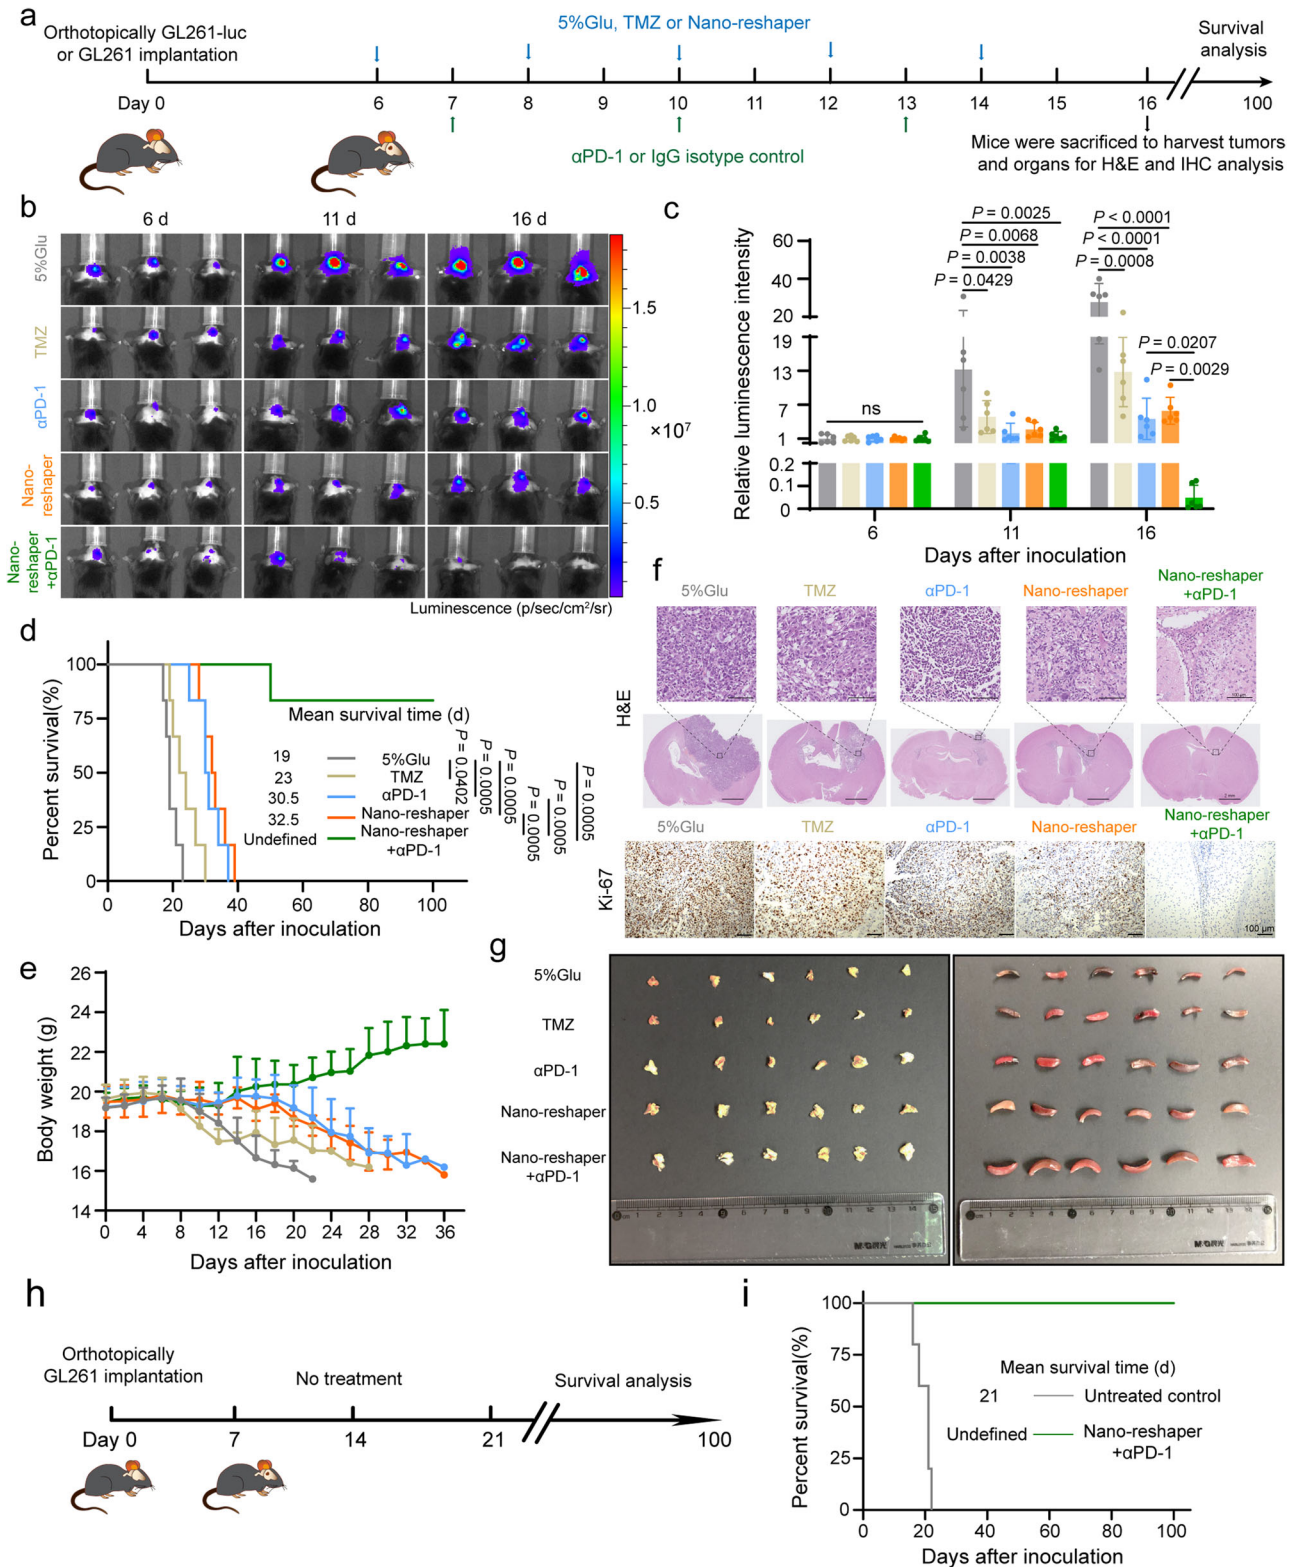 a
Orthotopically GL261-luc
or GL261 implantation
5%Glu, TMZ or Nano-reshaper
Survival
analysis
Day 0
6
7
8
9
10
11
12
13
14
15
16
100
αPD-1 or IgG isotype control
Mice were sacrificed to harvest tumors
and organs for H&E and IHC analysis
b
6 d
11 d
16 d
5%Glu
TMZ
αPD-1
Nano-
reshaper
Nano-
reshaper
+αPD-1
1.5
1.0
×10⁷
0.5
Luminescence (p/sec/cm²/sr)
c
Relative luminescence intensity
60
40
20
19
13
7
1
0.2
0.1
0
ns
P = 0.0025
P = 0.0068
P = 0.0038
P = 0.0429
P < 0.0001
P < 0.0001
P = 0.0008
P = 0.0207
P = 0.0029
6
11
16
Days after inoculation
d
Percent survival(%)
100
75
50
25
0
Mean survival time (d)
19
5%Glu
23
TMZ
30.5
αPD-1
32.5
Nano-reshaper
Undefined
Nano-reshaper
+αPD-1
P = 0.0402
P = 0.0005
P = 0.0005
P = 0.0005
P = 0.0005
P = 0.0005
0
20
40
60
80
100
Days after inoculation
e
Body weight (g)
26
24
22
20
18
16
14
0
4
8
12
16
20
24
28
32
36
Days after inoculation
f
H&E
5%Glu
TMZ
αPD-1
Nano-reshaper
Nano-reshaper
+αPD-1
100 μm
2 mm
Ki-67
5%Glu
TMZ
αPD-1
Nano-reshaper
Nano-reshaper
+αPD-1
100 μm
g
5%Glu
TMZ
αPD-1
Nano-reshaper
Nano-reshaper
+αPD-1
h
Orthotopically
GL261 implantation
No treatment
Survival analysis
Day 0
7
14
21
100
i
Percent survival(%)
100
75
50
25
0
Mean survival time (d)
21
Untreated control
Undefined
Nano-reshaper
+αPD-1
0
20
40
60
80
100
Days after inoculation